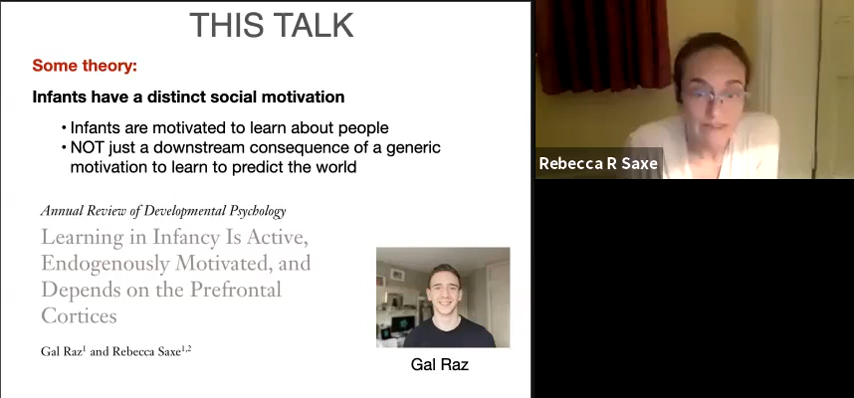 THIS TALK
Some theory:
Infants have a distinct social motivation
• Infants are motivated to learn about people
• NOT just a downstream consequence of a generic
motivation to learn to predict the world
Annual Review of Developmental Psychology
Learning in Infancy Is Active,
Endogenously Motivated, and
Depends on the Prefrontal
Cortices
Gal Raz¹ and Rebecca Saxe¹,²
Gal Raz
Rebecca R Saxe